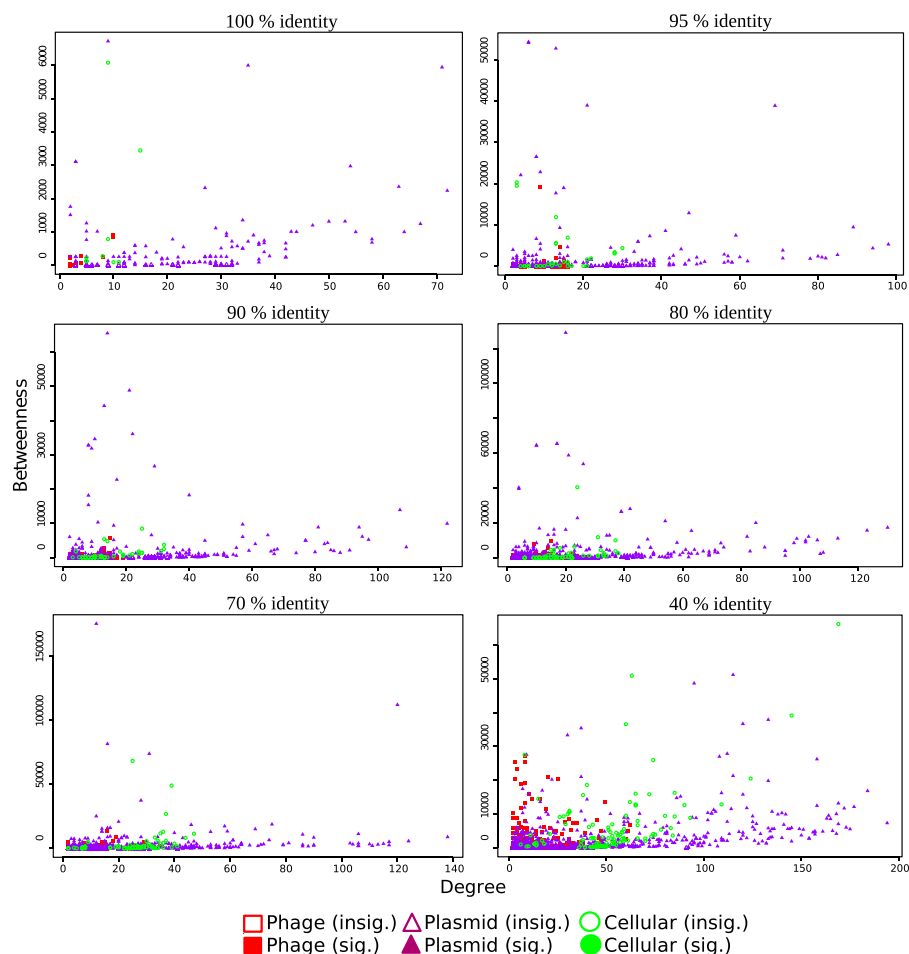 100 % identity
95 % identity
6000
5000
4000
3000
2000
1000
0
0 10 20 30 40 50 60 70
50000
40000
30000
20000
10000
0
0 20 40 60 80 100
90 % identity
80 % identity
50000
30000
10000
0
0 20 40 60 80 100 120
100000
60000
20000
0
0 20 40 60 80 100 120
Betweenness
70 % identity
40 % identity
150000
100000
50000
0
0 20 40 60 80 100 120 140
50000
30000
10000
0
0 50 100 150 200
Degree
Phage (insig.) Plasmid (insig.) Cellular (insig.)
Phage (sig.) Plasmid (sig.) Cellular (sig.)